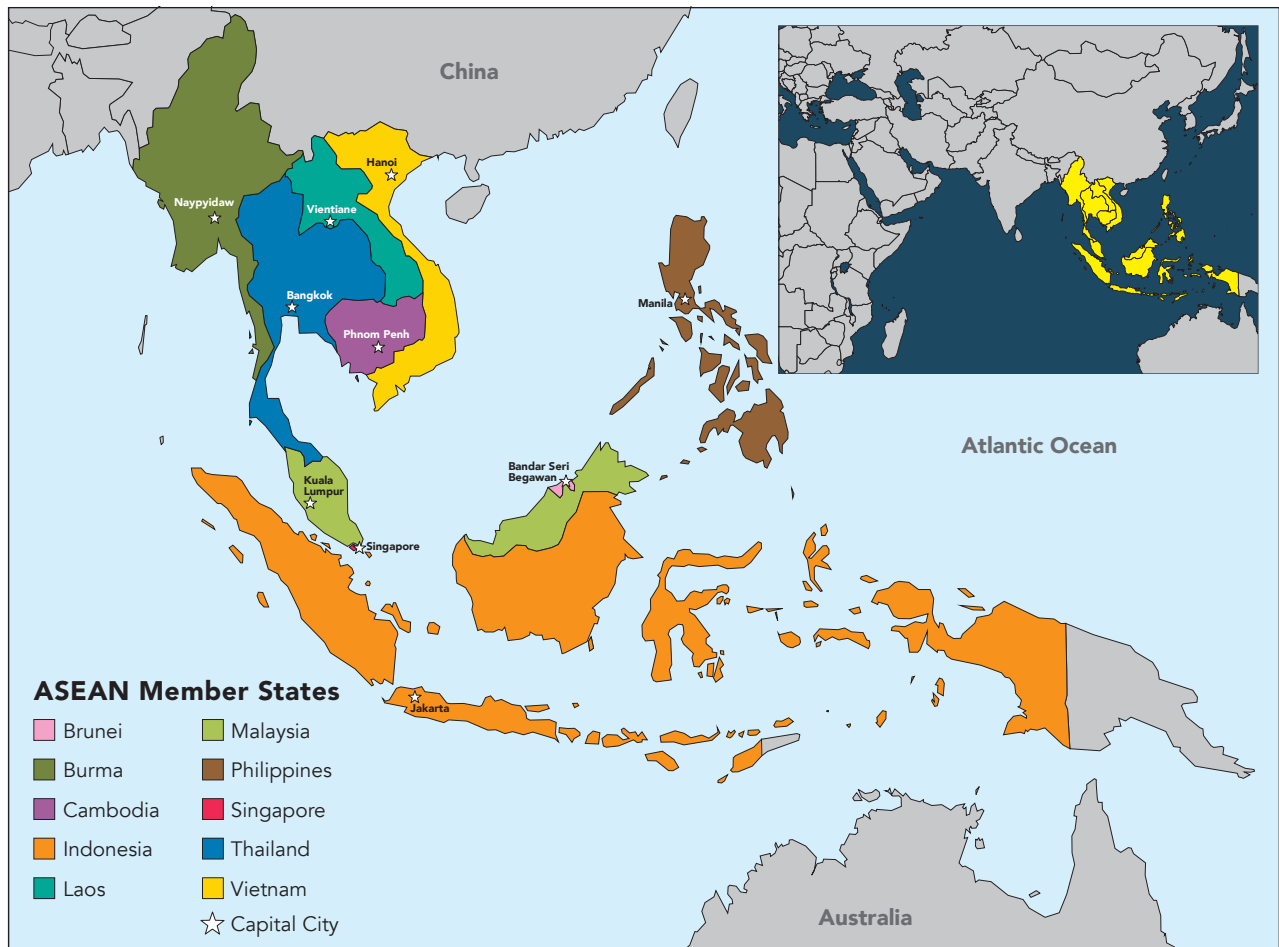 China
Hanoi
Naypyidaw
Vientiane
Bangkok
Manila
Phnom Penh
Atlantic Ocean
Bandar Seri
Begawan
Kuala
Lumpur
Singapore
Jakarta
ASEAN Member States
Brunei
Burma
Cambodia
Indonesia
Laos
Malaysia
Philippines
Singapore
Thailand
Vietnam
Capital City
Australia